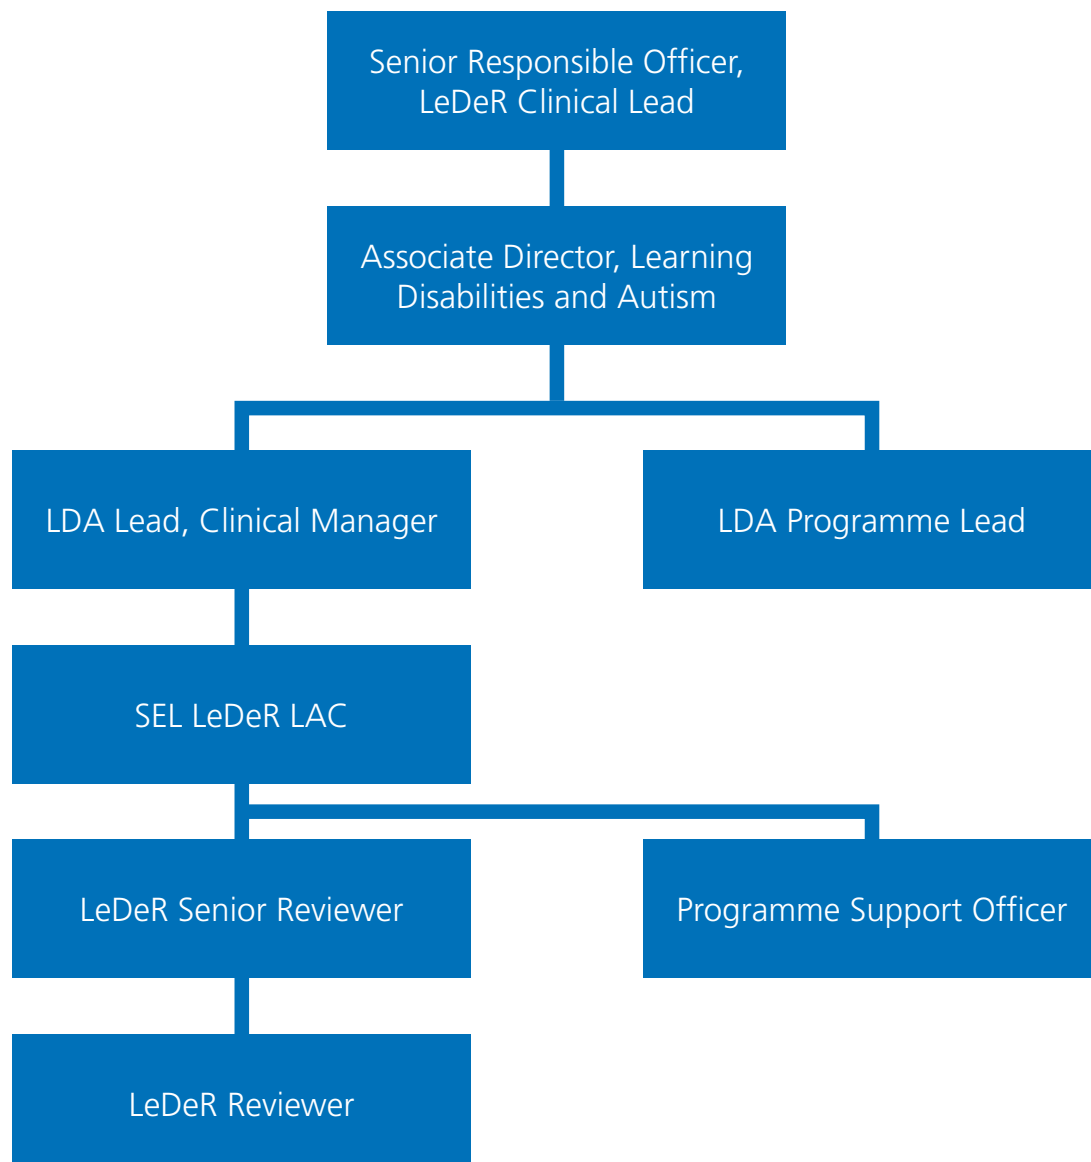 Senior Responsible Officer,
LeDeR Clinical Lead
Associate Director, Learning
Disabilities and Autism
LDA Lead, Clinical Manager
LDA Programme Lead
SEL LeDeR LAC
LeDeR Senior Reviewer
Programme Support Officer
LeDeR Reviewer